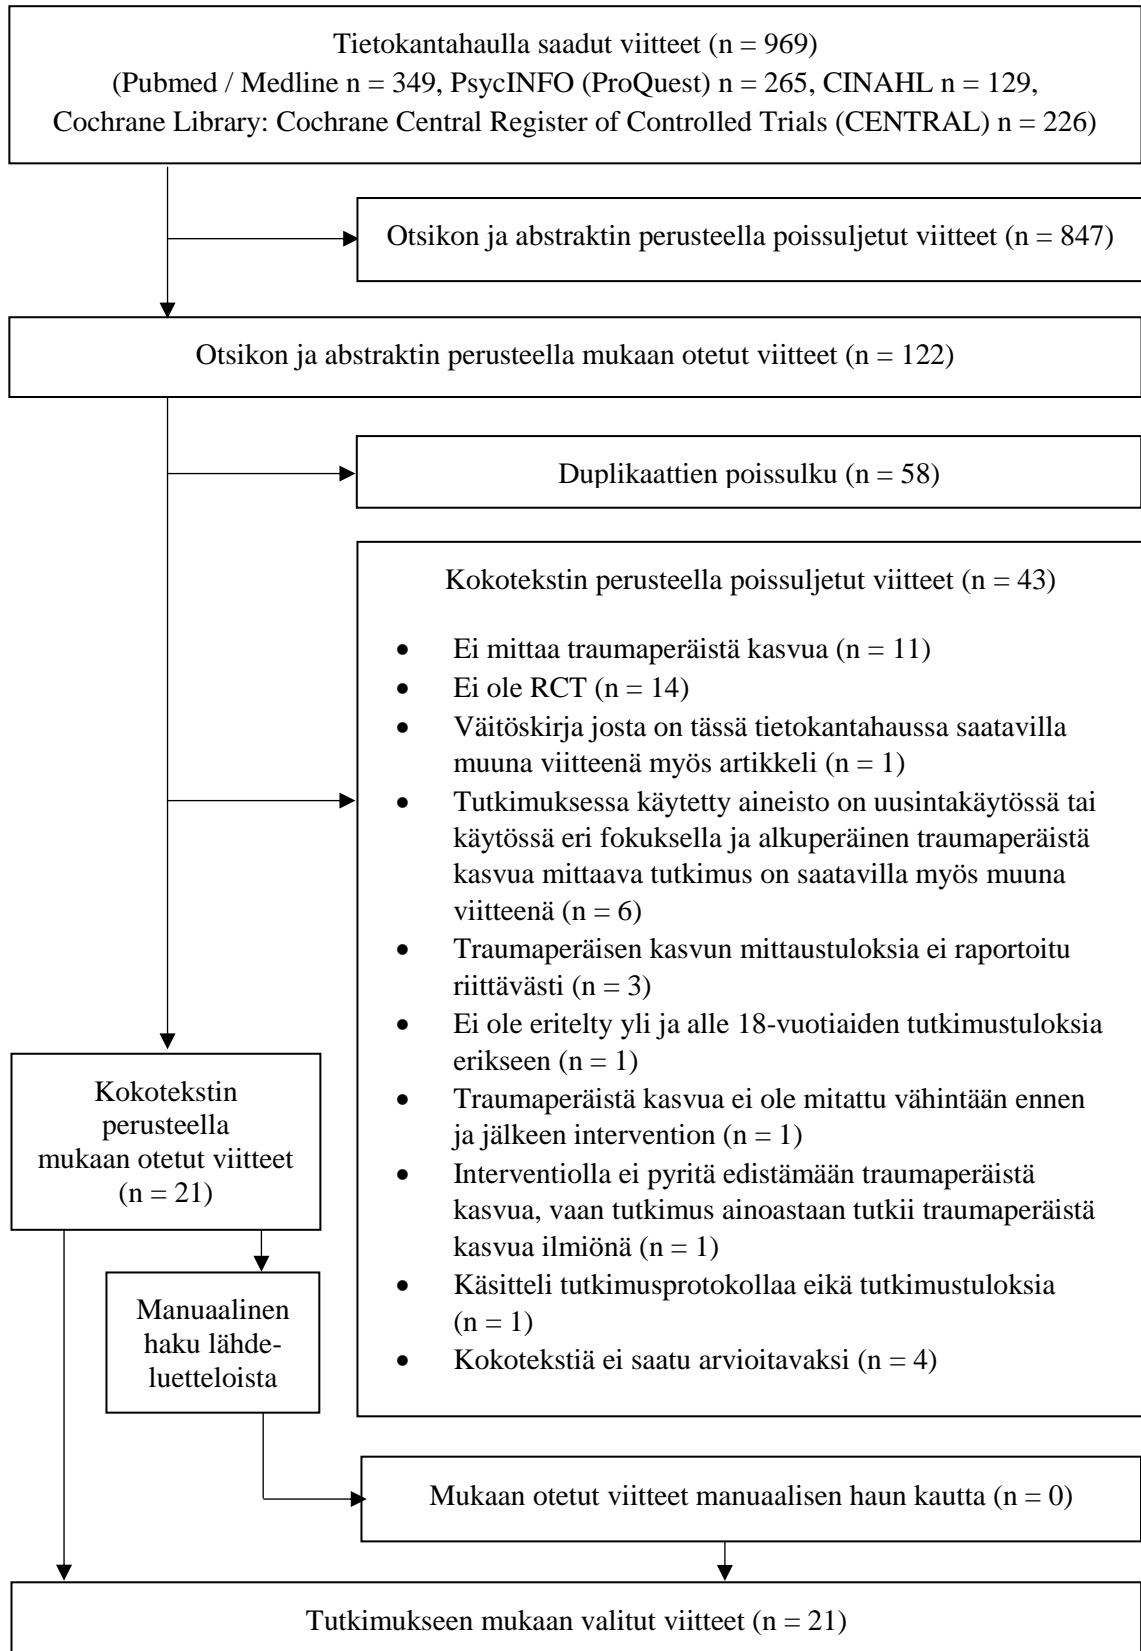 Tietokantahaulla saadut viitteet (n = 969)
(Pubmed / Medline n = 349, PsycINFO (ProQuest) n = 265, CINAHL n = 129,
Cochrane Library: Cochrane Central Register of Controlled Trials (CENTRAL) n = 226)
Otsikon ja abstraktin perusteella poissuljetut viitteet (n = 847)
Otsikon ja abstraktin perusteella mukaan otetut viitteet (n = 122)
Duplikaattien poissulku (n = 58)
Kokotekstin perusteella poissuljetut viitteet (n = 43)
• Ei mittaa traumaperäistä kasvua (n = 11)
• Ei ole RCT (n = 14)
• Väitöskirja josta on tässä tietokantahaussa saatavilla
muuna viitteenä myös artikkeli (n = 1)
• Tutkimuksessa käytetty aineisto on uusintakäytössä tai
käytössä eri fokuksella ja alkuperäinen traumaperäistä
kasvua mittaava tutkimus on saatavilla myös muuna
viitteenä (n = 6)
• Traumaperäisen kasvun mittaustuloksia ei raportoitu
riittävästi (n = 3)
• Ei ole eritelty yli ja alle 18-vuotiaiden tutkimustuloksia
erikseen (n = 1)
• Traumaperäistä kasvua ei ole mitattu vähintään ennen
ja jälkeen intervention (n = 1)
• Interventiolla ei pyritä edistämään traumaperäistä
kasvua, vaan tutkimus ainoastaan tutkii traumaperäistä
kasvua ilmiönä (n = 1)
• Käsitteli tutkimusprotokollaa eikä tutkimustuloksia
(n = 1)
• Kokotekstiä ei saatu arvioitavaksi (n = 4)
Kokotekstin
perusteella
mukaan otetut viitteet
(n = 21)
Manuaalinen
haku lähde-
luetteloista
Mukaan otetut viitteet manuaalisen haun kautta (n = 0)
Tutkimukseen mukaan valitut viitteet (n = 21)